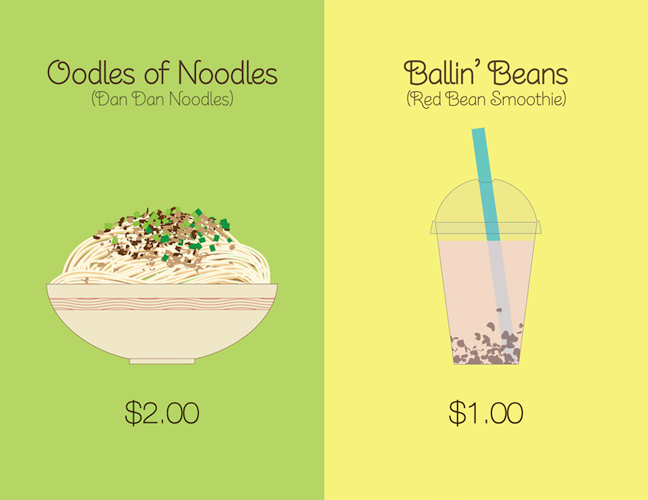 Oodles of Noodles
(Dan Dan Noodles)
$2.00
Ballin' Beans
(Red Bean Smoothie)
$1.00